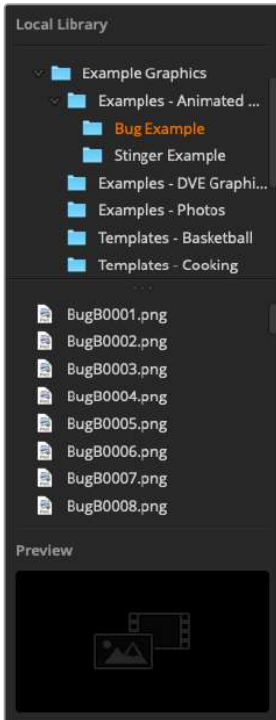 Local Library
Example Graphics
Examples - Animated ...
Bug Example
Stinger Example
Examples - DVE Graphi...
Examples - Photos
Templates - Basketball
Templates - Cooking
BugB0001.png
BugB0002.png
BugB0003.png
BugB0004.png
BugB0005.png
BugB0006.png
BugB0007.png
BugB0008.png
Preview